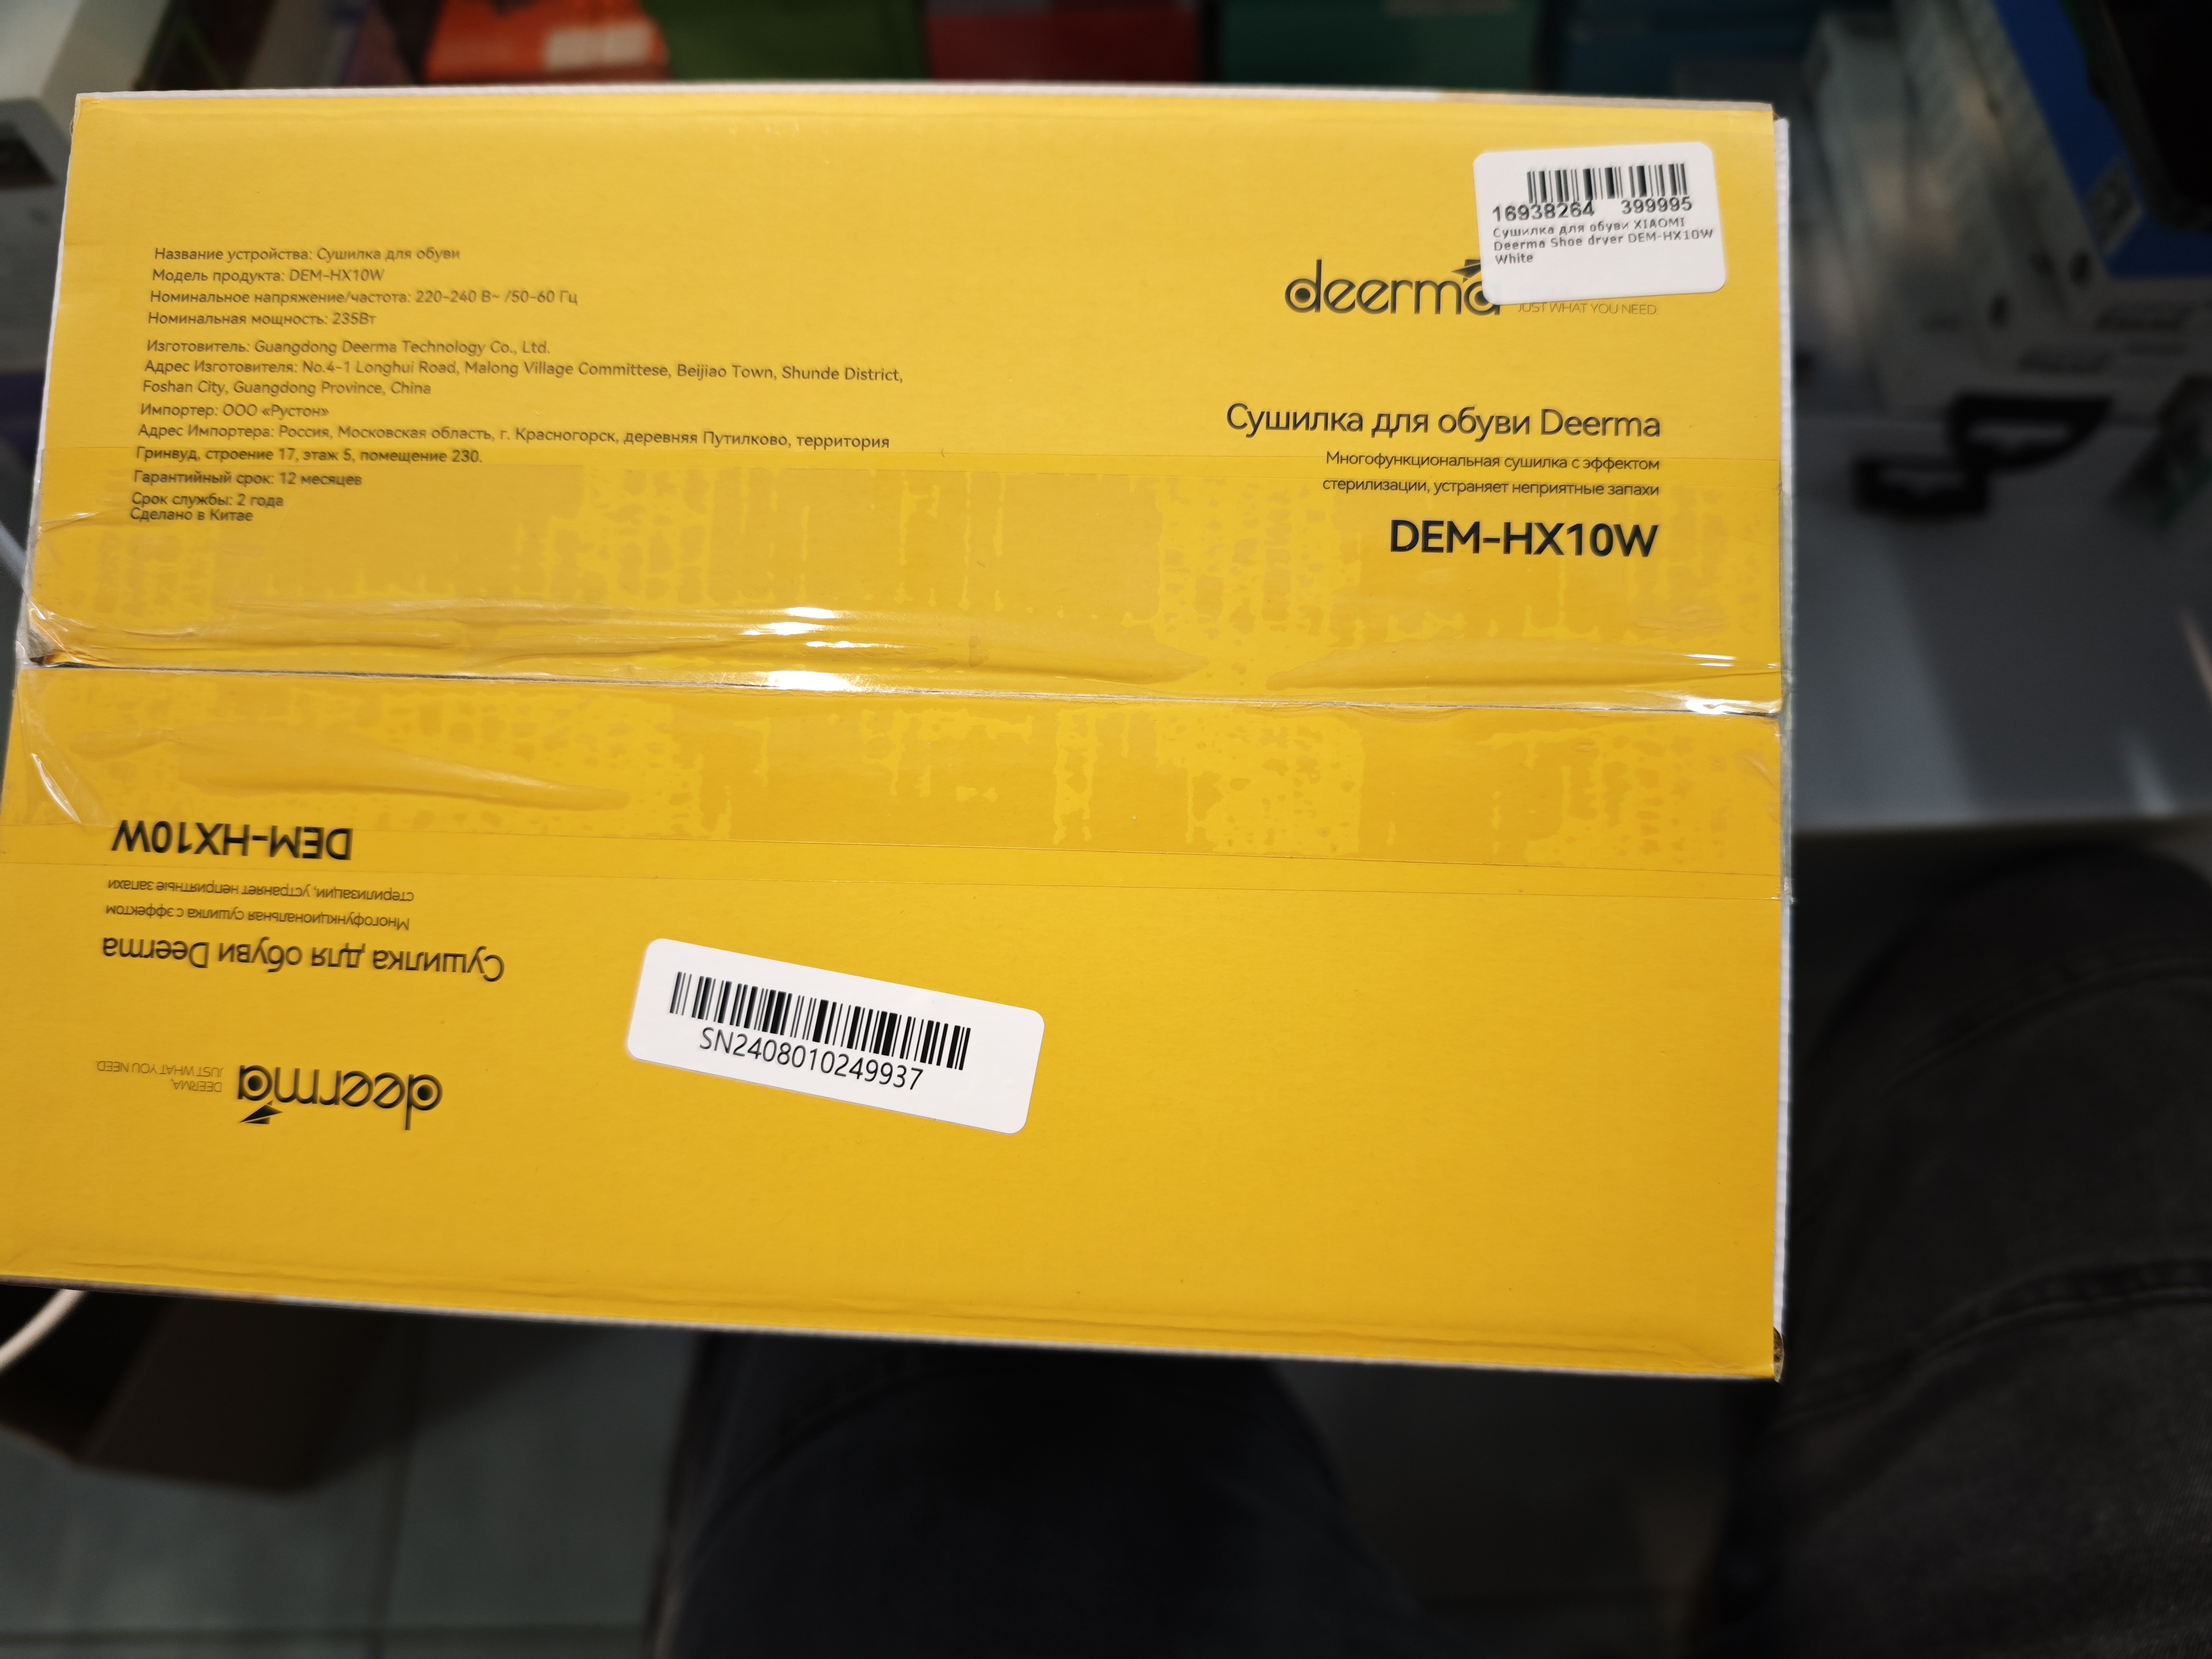 16938264 399995
Сушилка для обуви XIAOMI
Deerma Shoe dryer DEM-HX10W
White
deerma
JUST WHAT YOU NEED.
Название устройства: Сушилка для обуви
Модель продукта: DEM-HX10W
Номинальное напряжение/частота: 220-240 В~ /50-60 Гц
Номинальная мощность: 235Вт
Изготовитель: Guangdong Deerma Technology Co., Ltd.
Адрес Изготовителя: No.4-1 Longhui Road, Malong Village Committese, Beijiao Town, Shunde District,
Foshan City, Guangdong Province, China
Импортер: ООО «Рустон»
Адрес Импортера: Россия, Московская область, г. Красногорск, деревня Путилково, территория
Гринвуд, строение 17, этаж 5, помещение 230.
Гарантийный срок: 12 месяцев
Срок службы: 2 года
Сделано в Китае
Сушилка для обуви Deerma
Многофункциональная сушилка с эффектом
стерилизации, устраняет неприятные запахи
DEM-HX10W
deerma
DEERMA,
JUST WHAT YOU NEED.
Сушилка для обуви Deerma
Многофункциональная сушилка с эффектом
стерилизации, устраняет неприятные запахи
DEM-HX10W
SN2408010249937